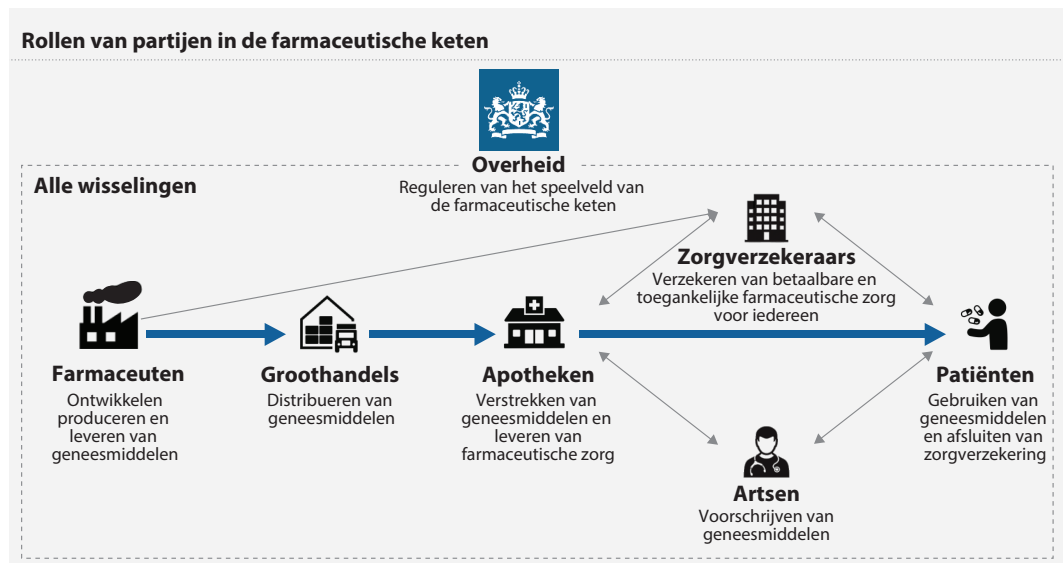 Rollen van partijen in de farmaceutische keten
Overheid
Reguleren van het speelveld van
de farmaceutische keten
Alle wisselingen
Zorgverzekeraars
Verzekeren van betaalbare en
toegankelijke farmaceutische zorg
voor iedereen
Farmaceuten
Ontwikkelen
produceren en
leveren van
geneesmiddelen
Groothandels
Distribueren van
geneesmiddelen
Apotheken
Verstrekken van
geneesmiddelen en
leveren van
farmaceutische zorg
Patiënten
Gebruiken van
geneesmiddelen
en afsluiten van
zorgverzekering
Artsen
Voorschrijven van
geneesmiddelen